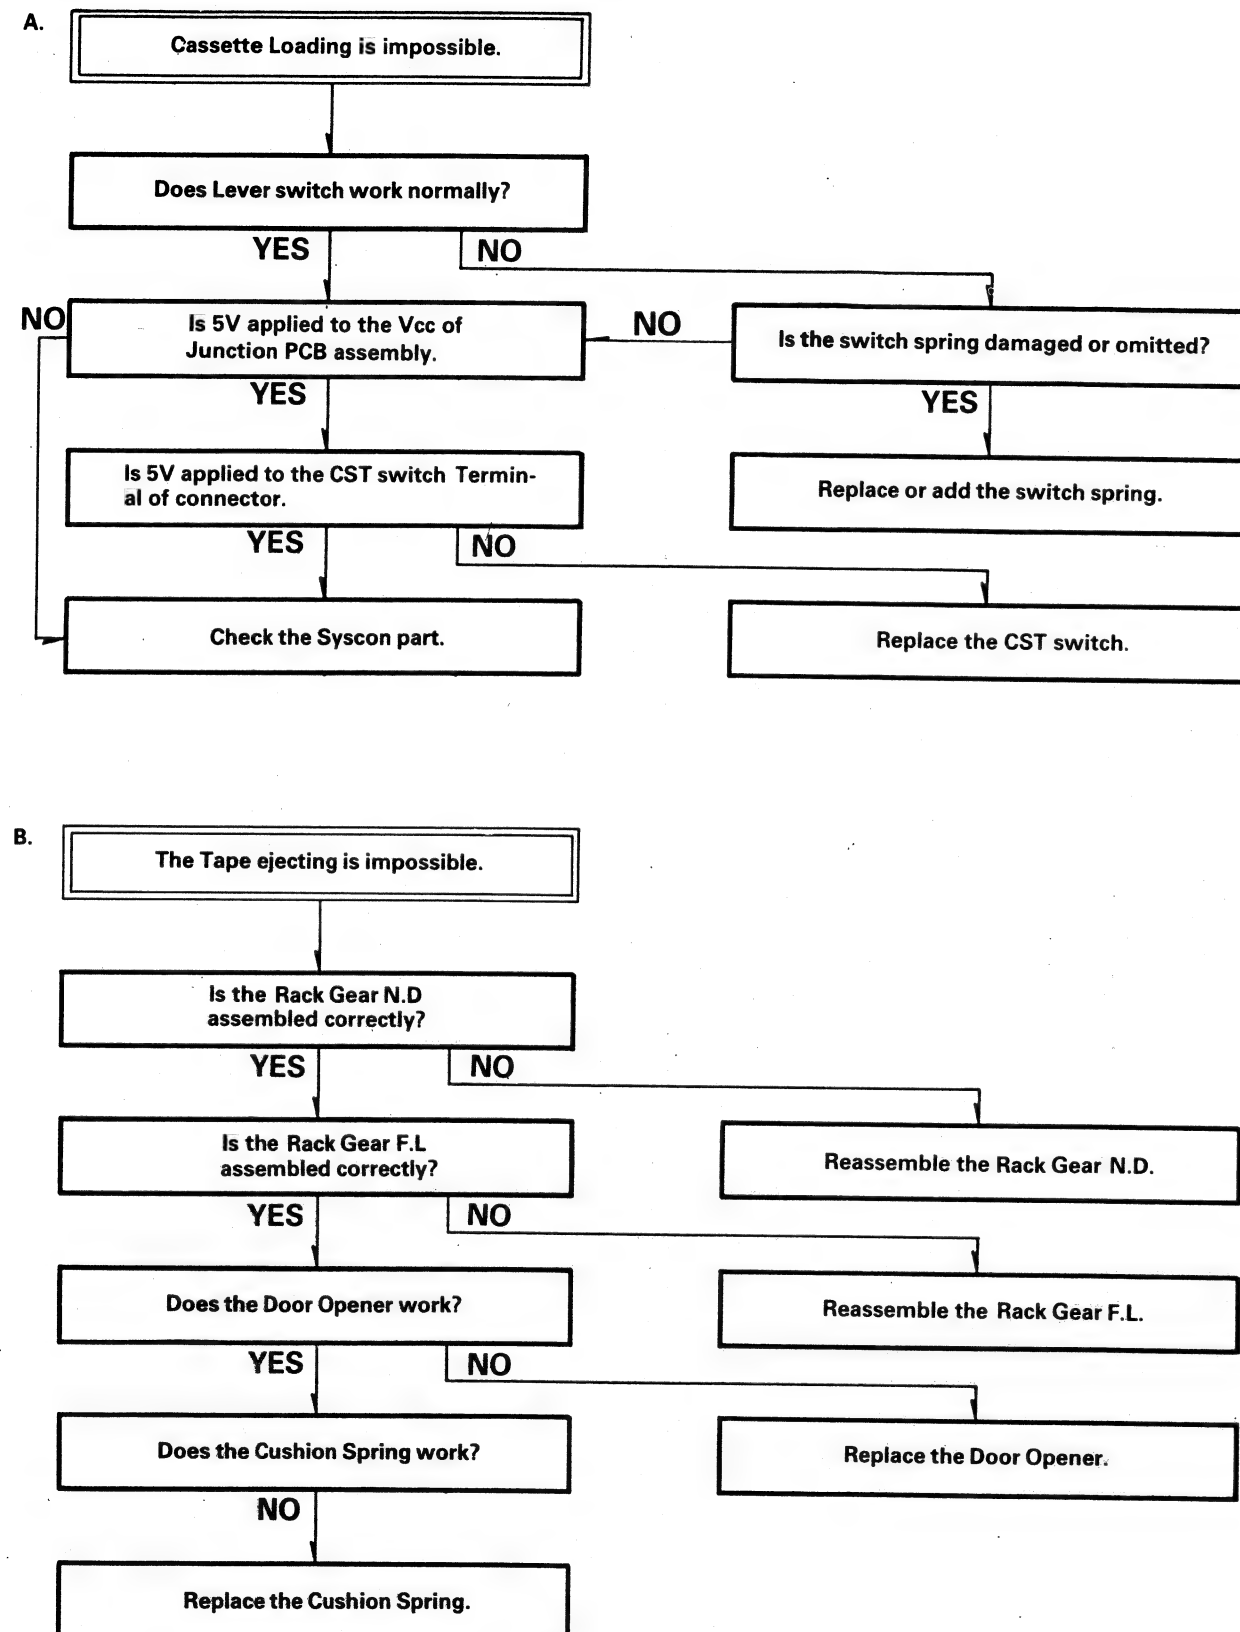 A.
Cassette Loading is impossible.
Does Lever switch work normally?
YES
NO
NO
Is 5V applied to the Vcc of
Junction PCB assembly.
NO
Is the switch spring damaged or omitted?
YES
YES
Is 5V applied to the CST switch Termin-
al of connector.
Replace or add the switch spring.
YES
NO
Check the Syscon part.
Replace the CST switch.
B.
The Tape ejecting is impossible.
Is the Rack Gear N.D
assembled correctly?
YES
NO
Is the Rack Gear F.L
assembled correctly?
Reassemble the Rack Gear N.D.
YES
NO
Does the Door Opener work?
Reassemble the Rack Gear F.L.
YES
NO
Does the Cushion Spring work?
Replace the Door Opener.
NO
Replace the Cushion Spring.